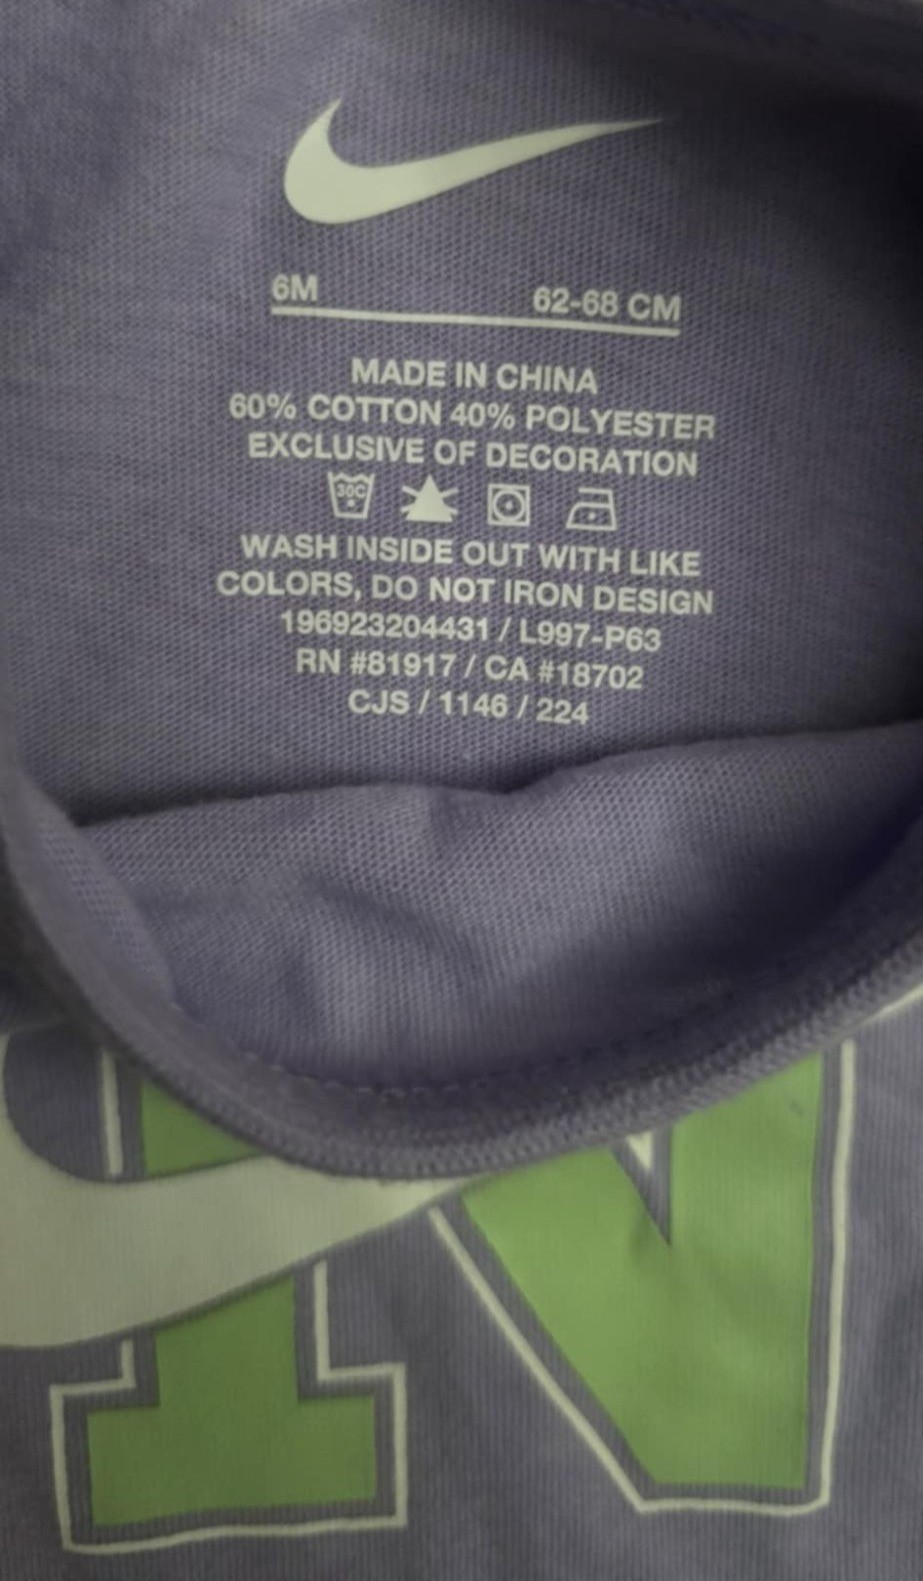 6M 62-68 CM
MADE IN CHINA
60% COTTON 40% POLYESTER
EXCLUSIVE OF DECORATION
30C
WASH INSIDE OUT WITH LIKE
COLORS, DO NOT IRON DESIGN
196923204431 / L997-P63
RN #81917 / CA #18702
CJS / 1146 / 224